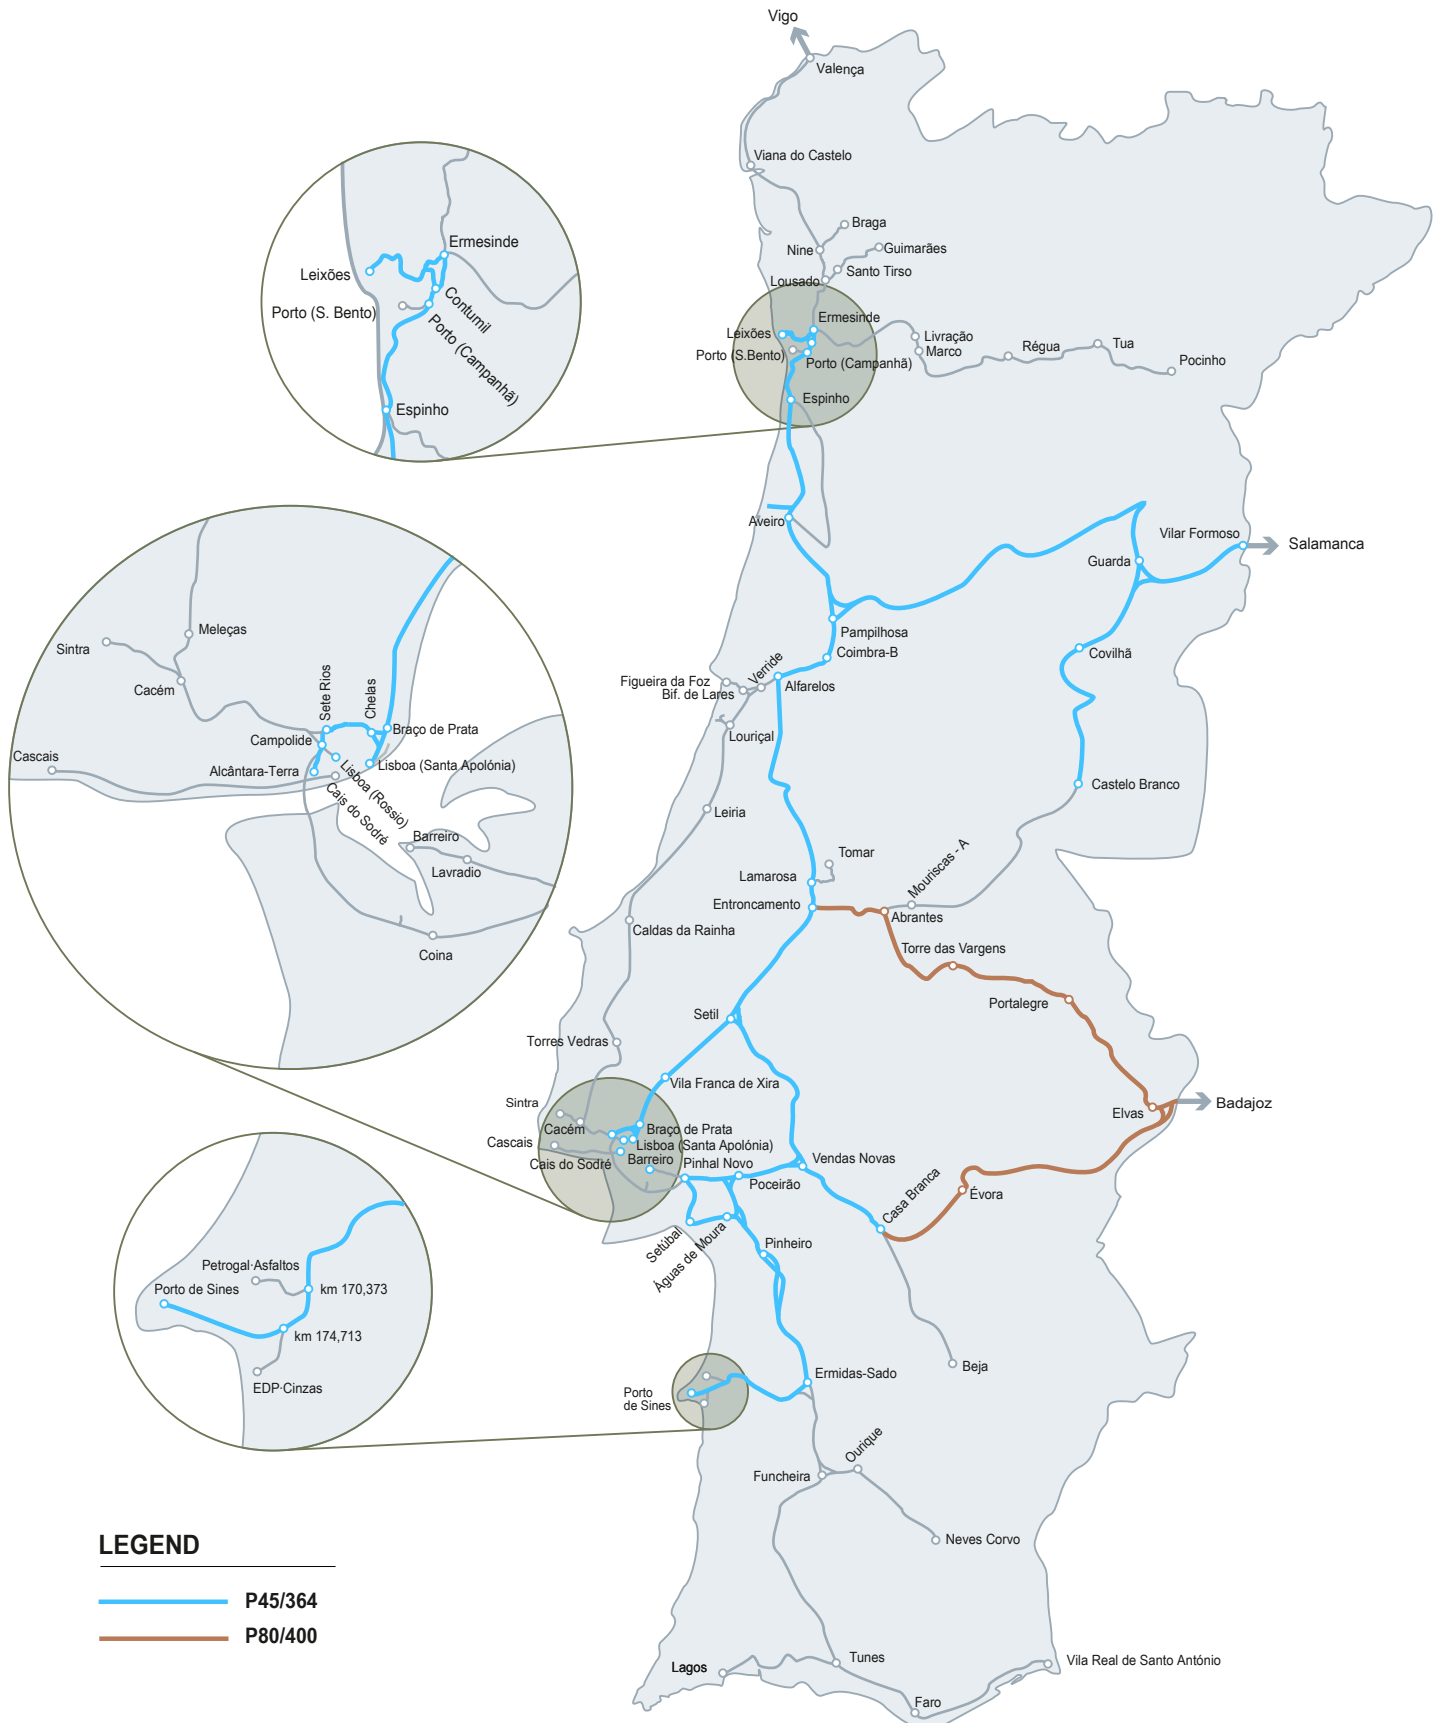 Vigo
Valença
Viana do Castelo
Braga
Nine
Guimarães
Santo Tirso
Lousado
Ermesinde
Leixões
Livração
Marco
Régua
Tua
Pocinho
Porto (S.Bento)
Porto (Campanhã)
Espinho
Ermesinde
Leixões
Contumil
Porto (S. Bento)
Porto (Campanhã)
Espinho
Aveiro
Vilar Formoso
Salamanca
Guarda
Pampilhosa
Coimbra-B
Covilhã
Verride
Figueira da Foz
Bif. de Lares
Alfarelos
Louriçal
Castelo Branco
Leiria
Tomar
Mouriscas - A
Lamarosa
Entroncamento
Abrantes
Caldas da Rainha
Torre das Vargens
Portalegre
Setil
Torres Vedras
Vila Franca de Xira
Elvas
Badajoz
Sintra
Cacém
Braço de Prata
Cascais
Lisboa (Santa Apolónia)
Cais do Sodré
Barreiro
Pinhal Novo
Vendas Novas
Poceirão
Casa Branca
Évora
Setúbal
Águas de Moura
Pinheiro
Meleças
Sintra
Cacém
Sete Rios
Chelas
Campolide
Braço de Prata
Cascais
Alcântara-Terra
Lisboa (Santa Apolónia)
Lisboa (Rossio)
Cais do Sodré
Barreiro
Lavradio
Coina
Petrogal·Asfaltos
Porto de Sines
km 170,373
km 174,713
EDP·Cinzas
Beja
Ermidas-Sado
Porto
de Sines
Ourique
Funcheira
Neves Corvo
LEGEND
P45/364
P80/400
Tunes
Lagos
Vila Real de Santo António
Faro